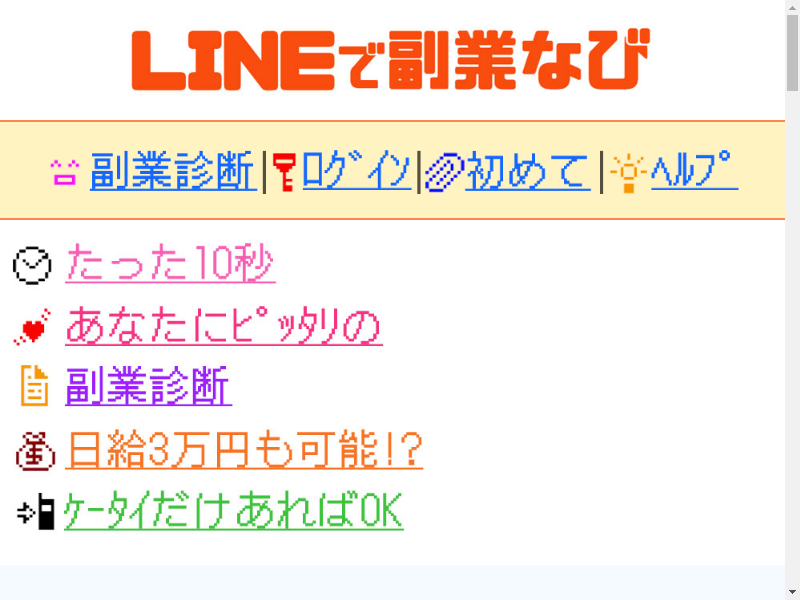 LINEで副業なび
副業診断|ﾛｸﾞｲﾝ|初めて|ﾍﾙﾌﾟ
たった10秒
あなたにﾋﾟｯﾀﾘの
副業診断
日給3万円も可能!?
ｹｰﾀｲだけあればOK